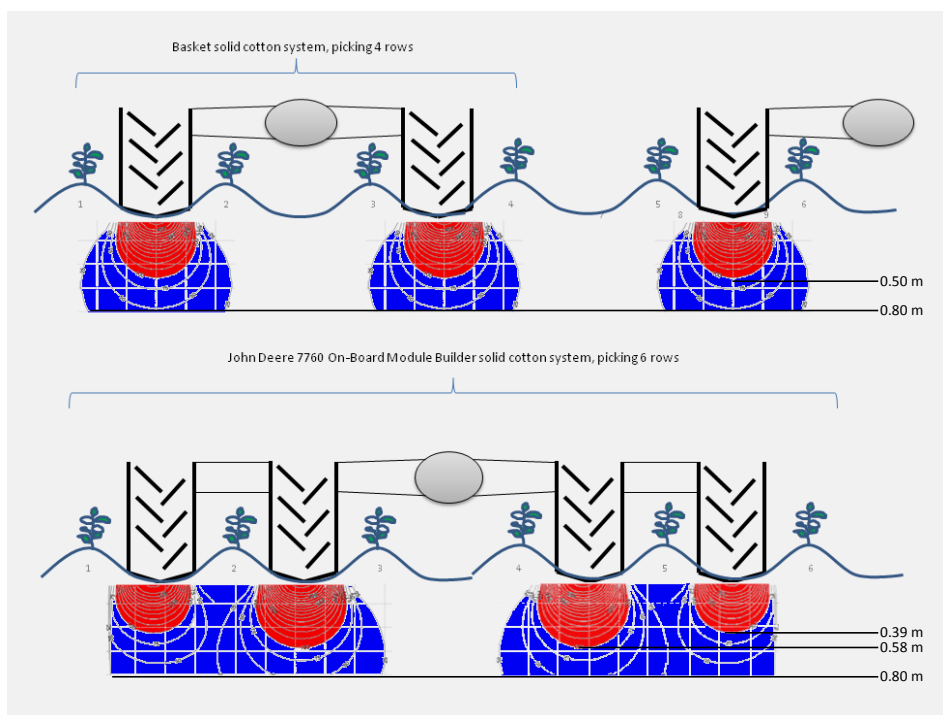 Basket solid cotton system, picking 4 rows
1 2 3 4 5 6
7 8 9
0.50 m
0.80 m
John Deere 7760 On-Board Module Builder solid cotton system, picking 6 rows
1 2 3 4 5 6
0.39 m
0.58 m
0.80 m